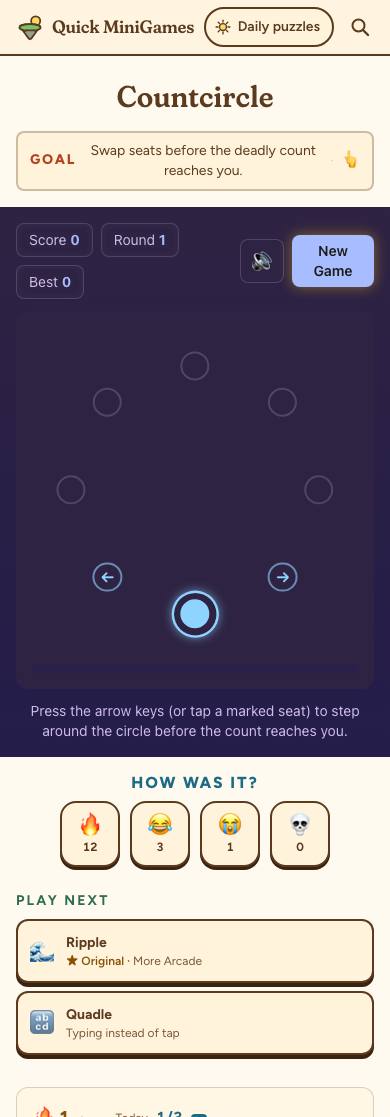 Quick MiniGames
Daily puzzles
Countcircle
GOAL
Swap seats before the deadly count
reaches you.
Score 0
Round 1
Best 0
New
Game
Press the arrow keys (or tap a marked seat) to step
around the circle before the count reaches you.
HOW WAS IT?
12
3
1
0
PLAY NEXT
Ripple
Original · More Arcade
Quadle
Typing instead of tap